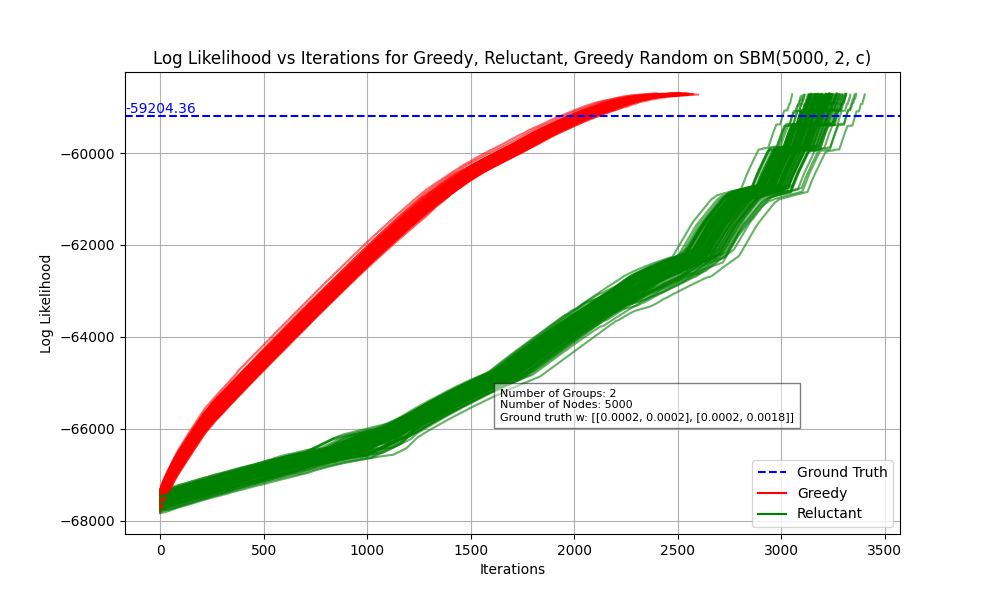 Log Likelihood vs Iterations for Greedy, Reluctant, Greedy Random on SBM(5000, 2, c)
-59204.36
−60000
−62000
−64000
−66000
−68000
Log Likelihood
Number of Groups: 2
Number of Nodes: 5000
Ground truth w: [[0.0002, 0.0002], [0.0002, 0.0018]]
Ground Truth
Greedy
Reluctant
0 500 1000 1500 2000 2500 3000 3500
Iterations